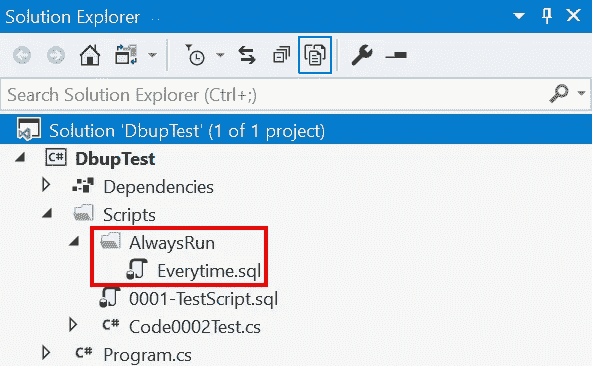 Solution Explorer
Search Solution Explorer (Ctrl+;)
Solution 'DbupTest' (1 of 1 project)
C# DbupTest
Dependencies
Scripts
AlwaysRun
Everytime.sql
0001-TestScript.sql
C# Code0002Test.cs
C# Program.cs